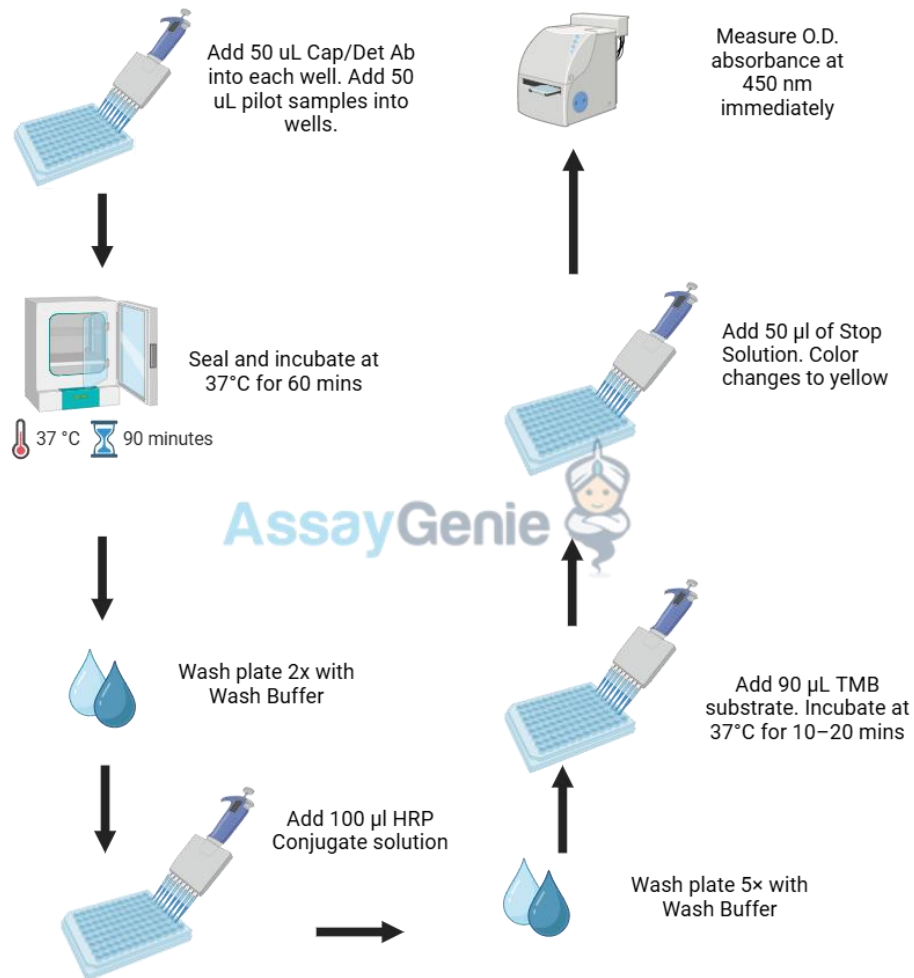 Add 50 uL Cap/Det Ab
into each well. Add 50
uL pilot samples into
wells.
Seal and incubate at
37°C for 60 mins
37 °C
90 minutes
Wash plate 2x with
Wash Buffer
Add 100 µl HRP
Conjugate solution
Wash plate 5× with
Wash Buffer
Add 90 µL TMB
substrate. Incubate at
37°C for 10–20 mins
Add 50 µl of Stop
Solution. Color
changes to yellow
Measure O.D.
absorbance at
450 nm
immediately
AssayGenie